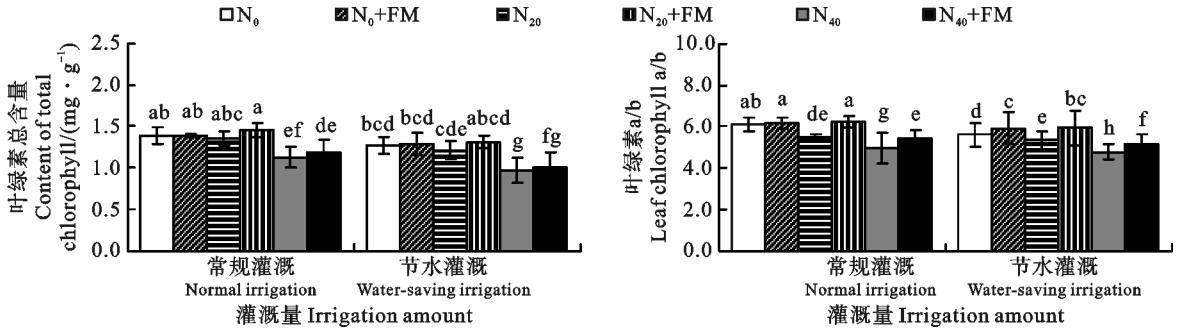 N₀ N₀+FM N₂₀ N₂₀+FM N₄₀ N₄₀+FM
叶绿素总含量
Content of total
chlorophyll/(mg·g⁻¹)
2.5
2.0
1.5
1.0
1.5
0.0
ab ab abc a ef de
bcd bcd cde abcd g fg
常规灌溉 节水灌溉
Normal irrigation Water-saving irrigation
灌溉量 Irrigation amount
叶绿素a/b
Leaf chlorophyll a/b
10.0
8.0
6.0
4.0
2.0
0.0
ab a de a g e
d c e bc h f
常规灌溉 节水灌溉
Normal irrigation Water-saving irrigation
灌溉量 Irrigation amount